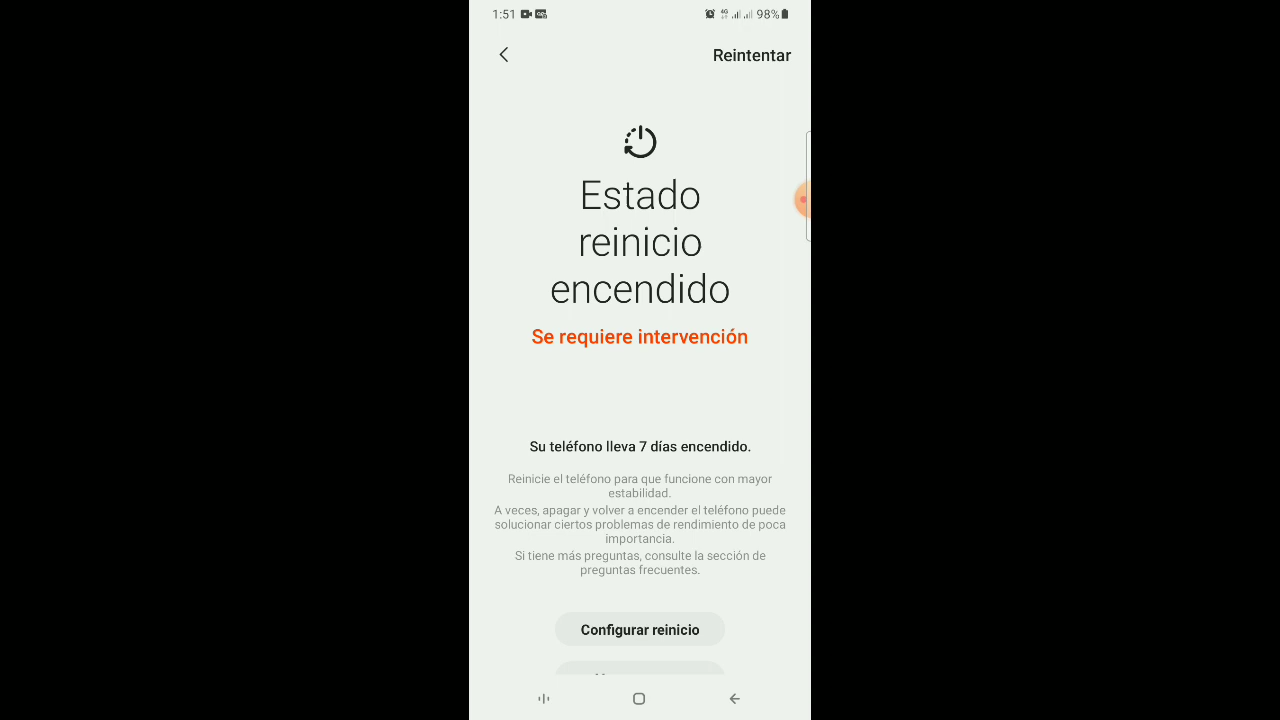 1:51
4G
98%
Reintentar
Estado
reinicio
encendido
Se requiere intervención
Su teléfono lleva 7 días encendido.
Reinicie el teléfono para que funcione con mayor
estabilidad.
A veces, apagar y volver a encender el teléfono puede
solucionar ciertos problemas de rendimiento de poca
importancia.
Si tiene más preguntas, consulte la sección de
preguntas frecuentes.
Configurar reinicio